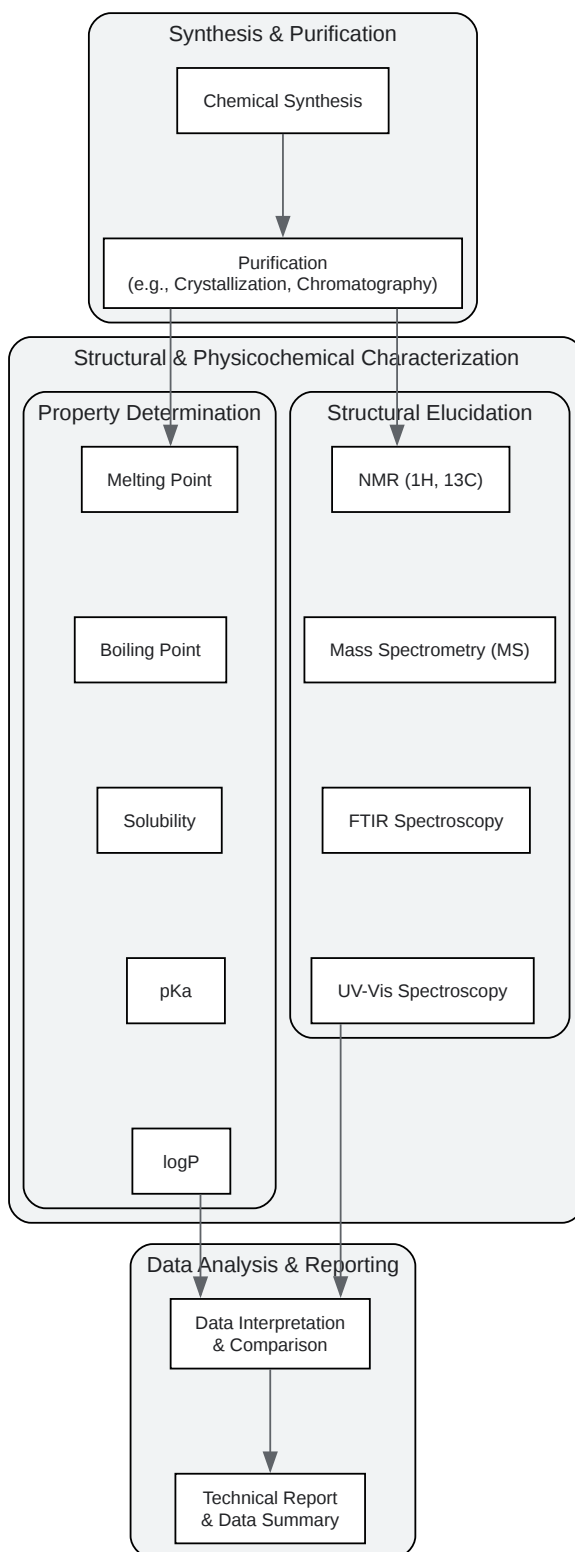 Synthesis & Purification
Chemical Synthesis
Purification
(e.g., Crystallization, Chromatography)
Structural & Physicochemical Characterization
Property Determination
Melting Point
Boiling Point
Solubility
pKa
logP
Structural Elucidation
NMR (1H, 13C)
Mass Spectrometry (MS)
FTIR Spectroscopy
UV-Vis Spectroscopy
Data Analysis & Reporting
Data Interpretation
& Comparison
Technical Report
& Data Summary